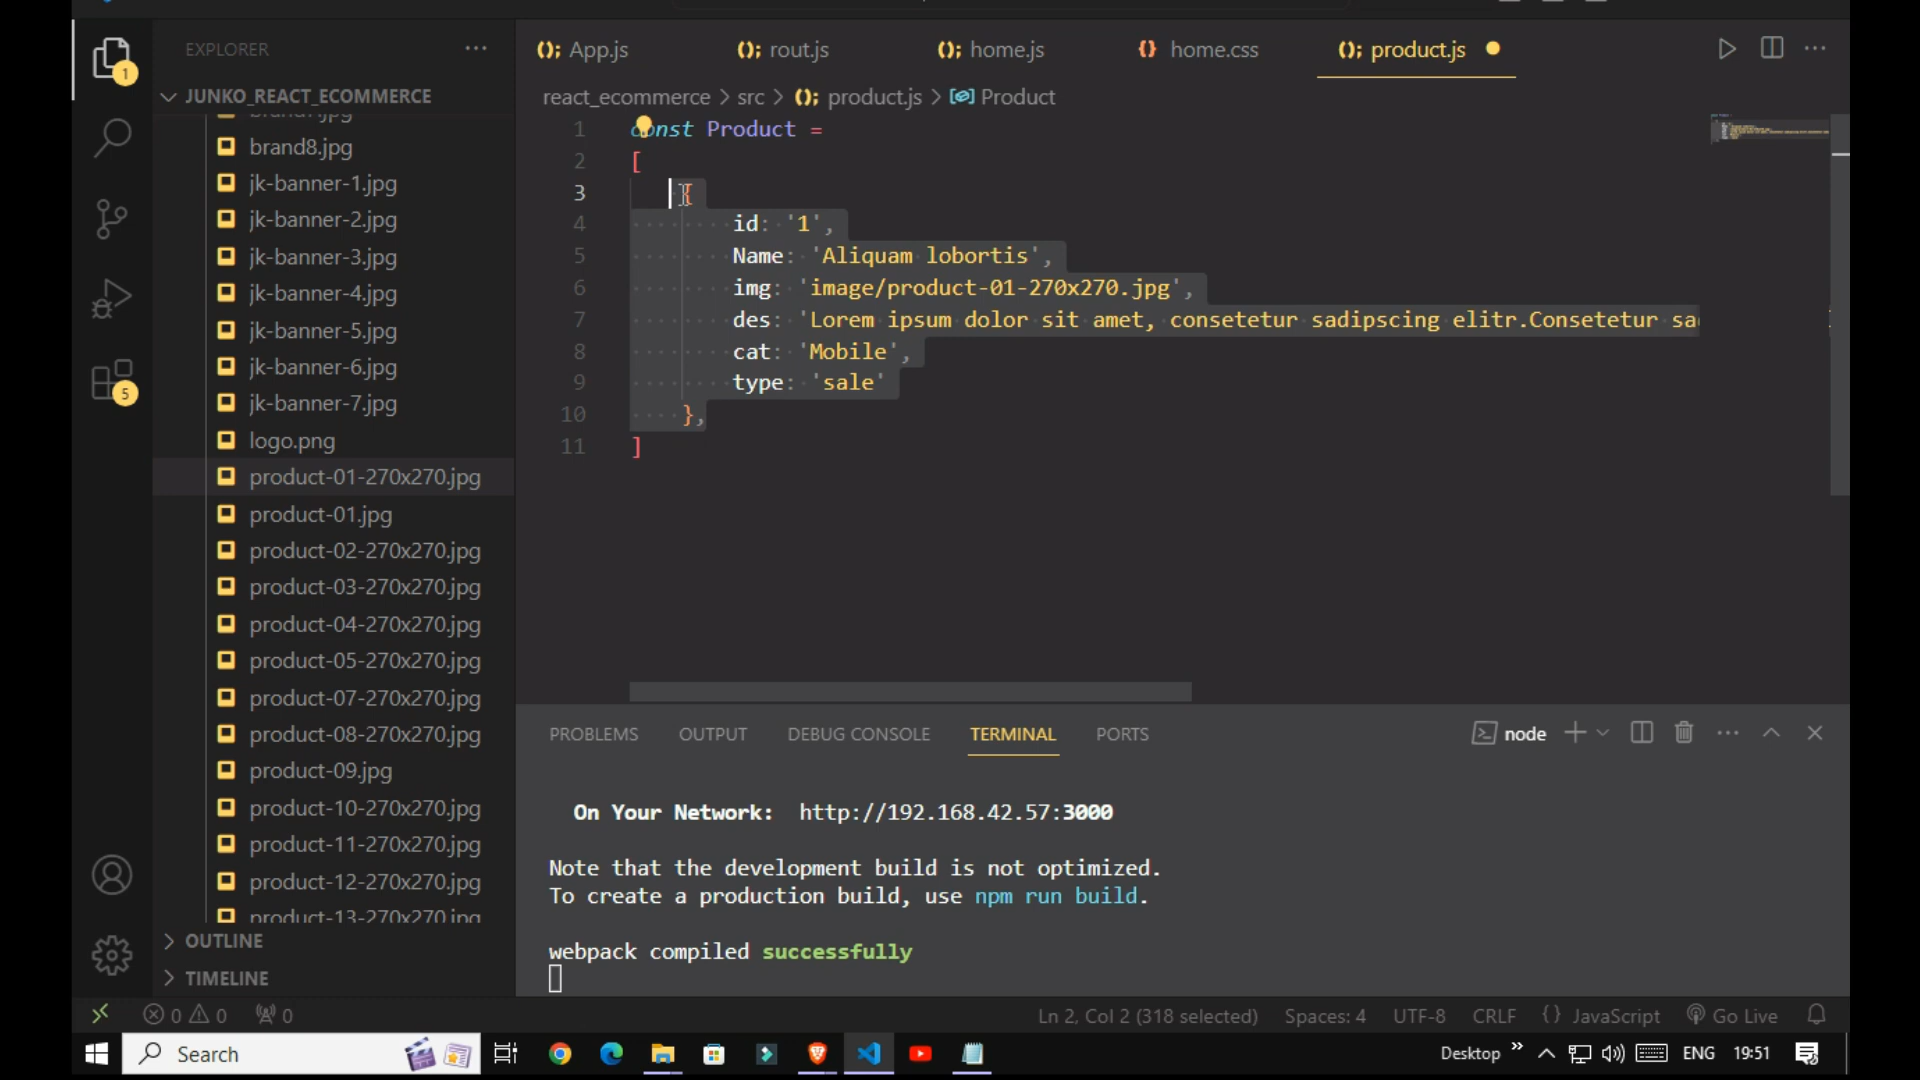 EXPLORER
JUNKO_REACT_ECOMMERCE
brand8.jpg
jk-banner-1.jpg
jk-banner-2.jpg
jk-banner-3.jpg
jk-banner-4.jpg
jk-banner-5.jpg
jk-banner-6.jpg
jk-banner-7.jpg
logo.png
product-01-270x270.jpg
product-01.jpg
product-02-270x270.jpg
product-03-270x270.jpg
product-04-270x270.jpg
product-05-270x270.jpg
product-07-270x270.jpg
product-08-270x270.jpg
product-09.jpg
product-10-270x270.jpg
product-11-270x270.jpg
product-12-270x270.jpg
product-13-270x270.jpg
OUTLINE
TIMELINE
1
5
App.js rout.js home.js home.css product.js
react_ecommerce > src > product.js > Product
1 const Product =
2 [
3 {
4 id: '1',
5 Name: 'Aliquam lobortis',
6 img: 'image/product-01-270x270.jpg',
7 des: 'Lorem ipsum dolor sit amet, consetetur sadipscing elitr.Consetetur sa
8 cat: 'Mobile',
9 type: 'sale'
10 },
11 ]
PROBLEMS OUTPUT DEBUG CONSOLE TERMINAL PORTS node
On Your Network: http://192.168.42.57:3000
Note that the development build is not optimized.
To create a production build, use npm run build.
webpack compiled successfully
0 0 0 Ln 2, Col 2 (318 selected) Spaces: 4 UTF-8 CRLF {} JavaScript Go Live
Search Desktop ENG 19:51